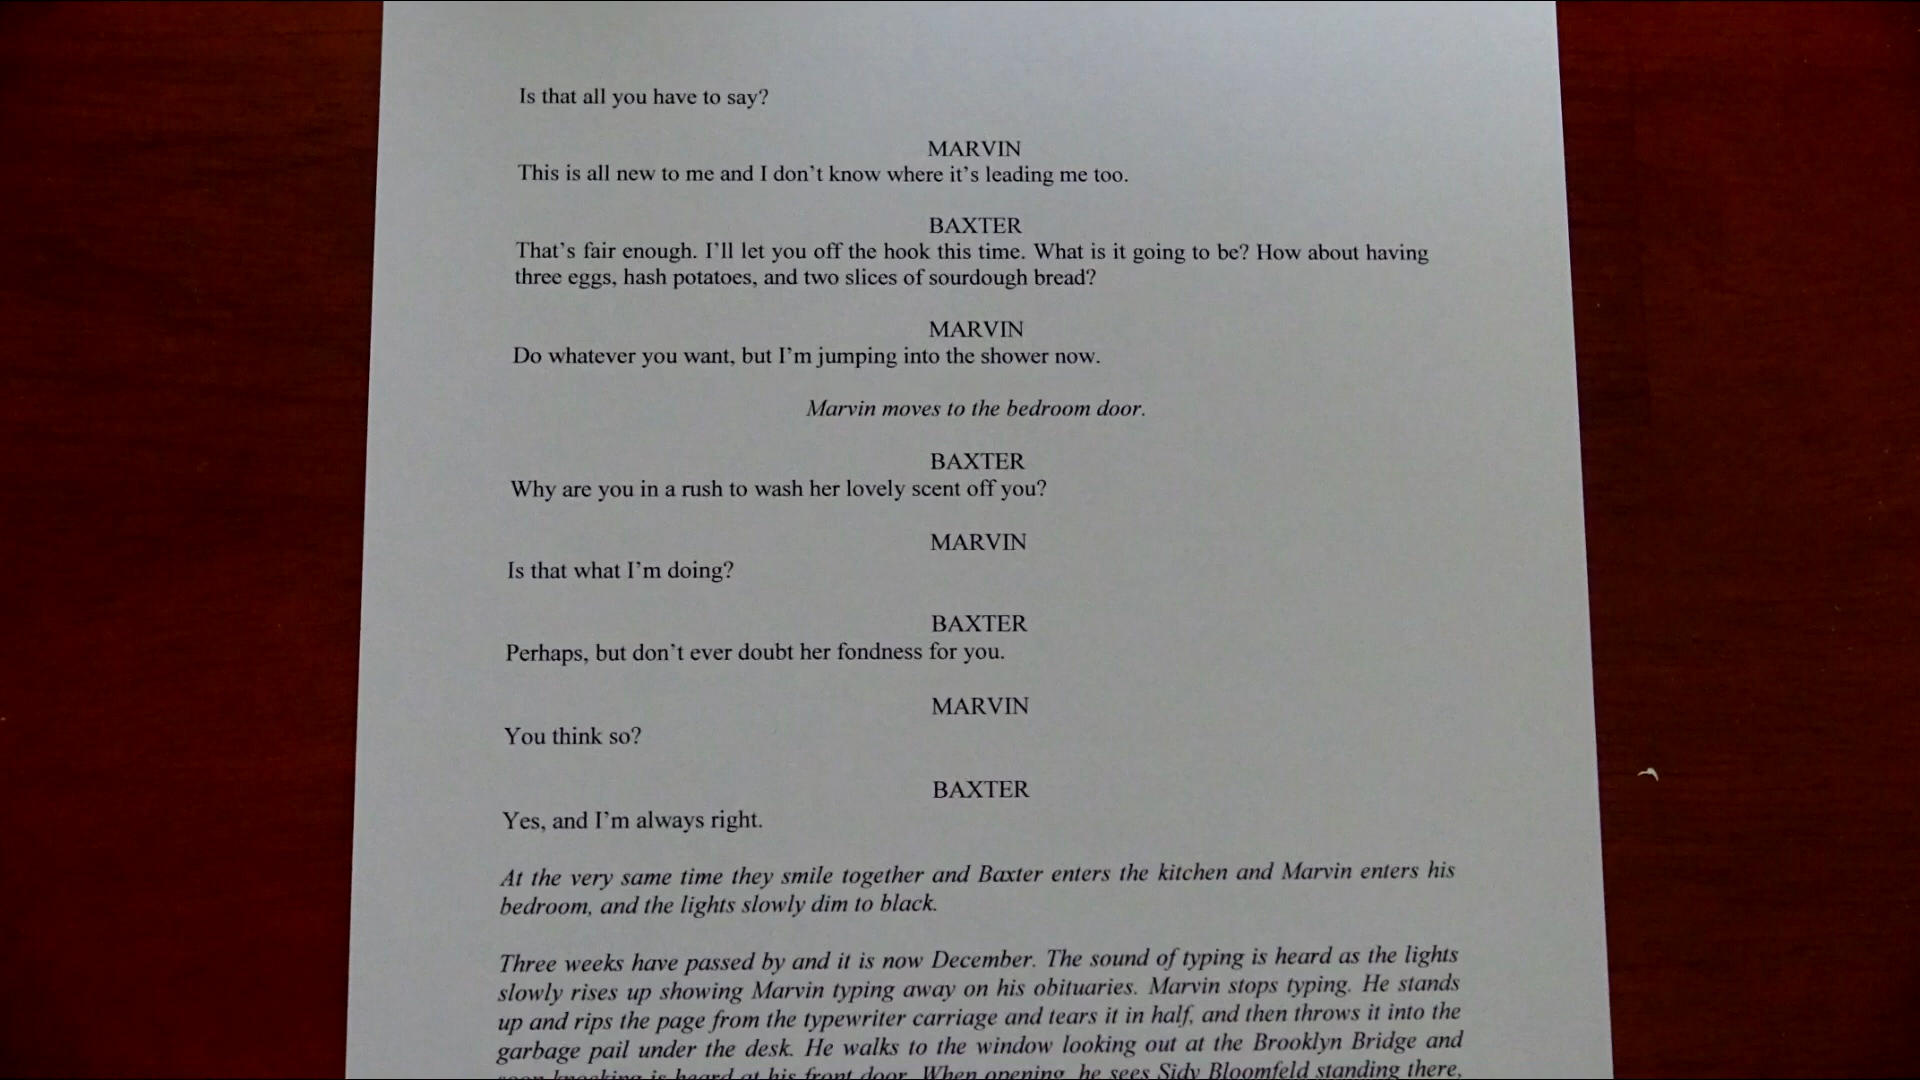 Is that all you have to say?
MARVIN
This is all new to me and I don't know where it's leading me too.
BAXTER
That's fair enough. I'll let you off the hook this time. What is it going to be? How about having
three eggs, hash potatoes, and two slices of sourdough bread?
MARVIN
Do whatever you want, but I'm jumping into the shower now.
Marvin moves to the bedroom door.
BAXTER
Why are you in a rush to wash her lovely scent off you?
MARVIN
Is that what I'm doing?
BAXTER
Perhaps, but don't ever doubt her fondness for you.
MARVIN
You think so?
BAXTER
Yes, and I'm always right.
At the very same time they smile together and Baxter enters the kitchen and Marvin enters his
bedroom, and the lights slowly dim to black.
Three weeks have passed by and it is now December. The sound of typing is heard as the lights
slowly rises up showing Marvin typing away on his obituaries. Marvin stops typing. He stands
up and rips the page from the typewriter carriage and tears it in half, and then throws it into the
garbage pail under the desk. He walks to the window looking out at the Brooklyn Bridge and
soon knocking is heard at his front door. When opening, he sees Sidy Bloomfeld standing there,